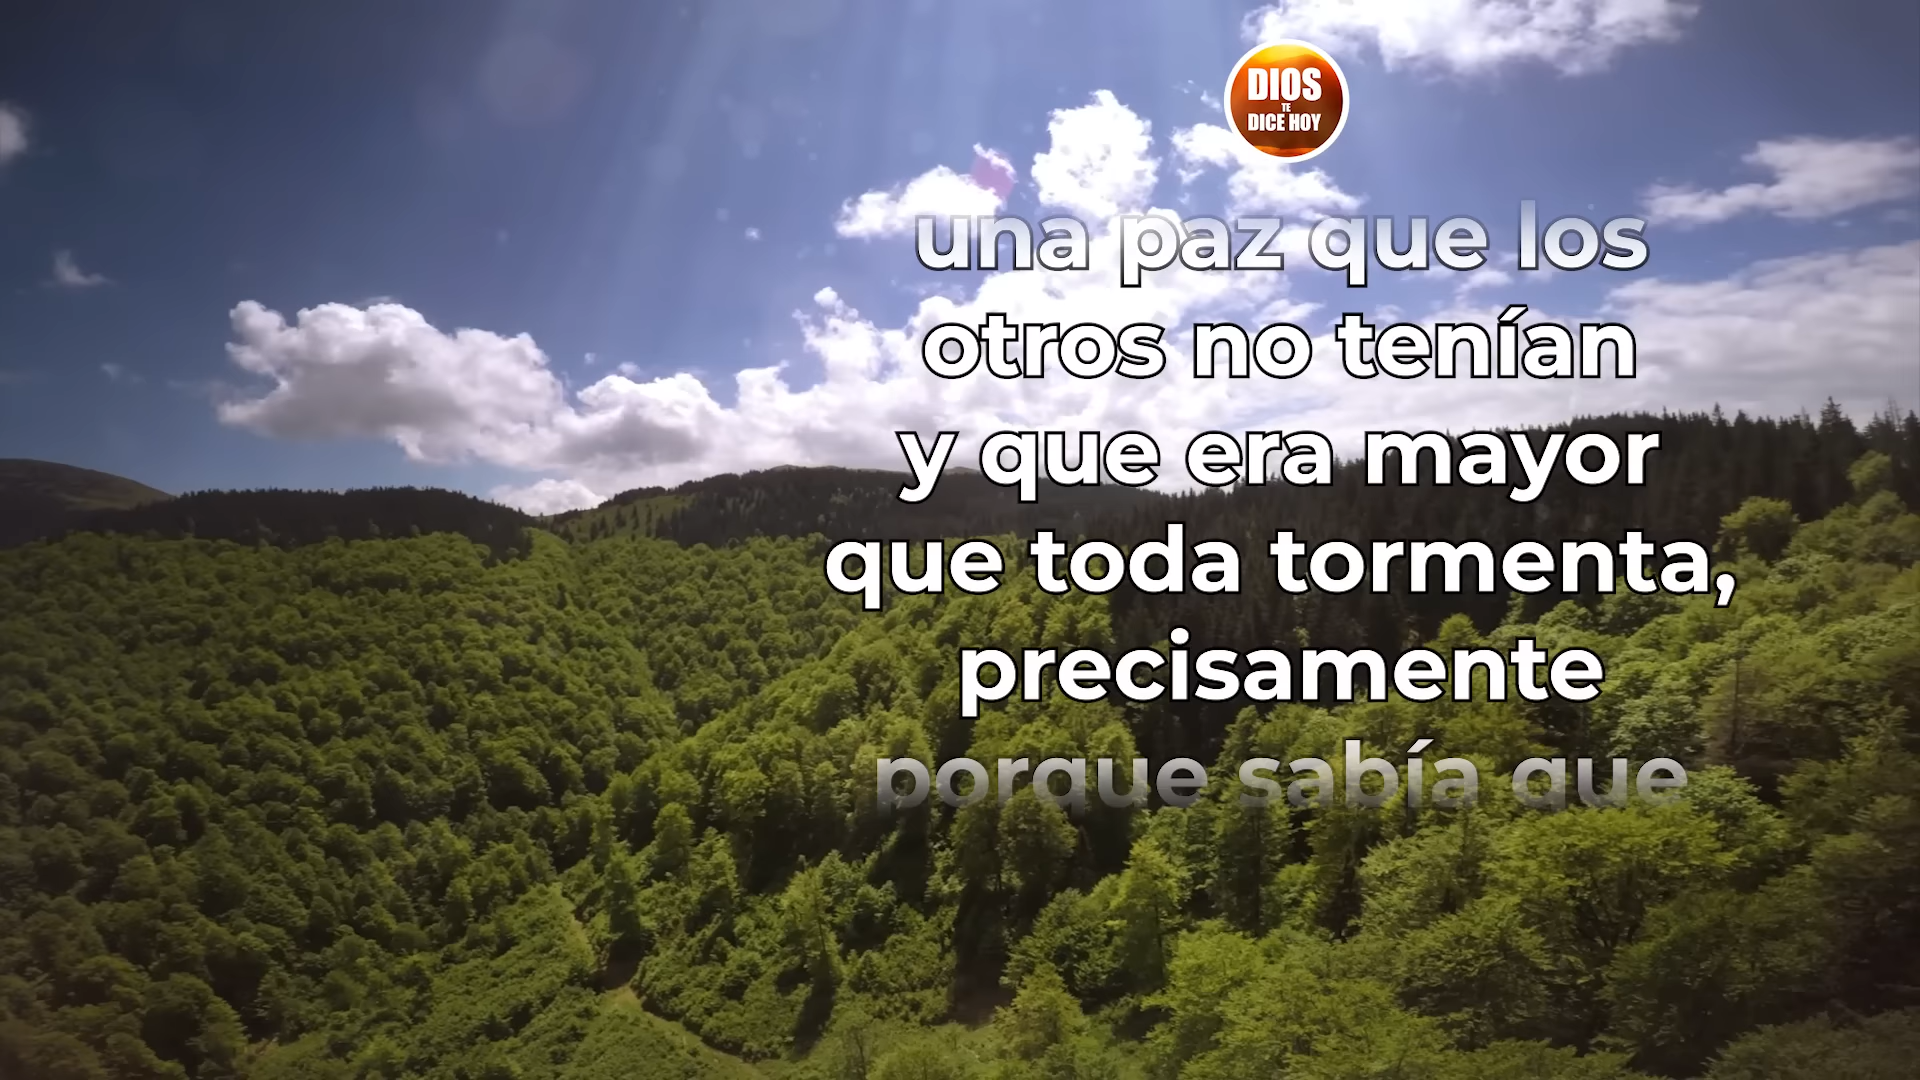 DIOS
TE
DICE HOY
una paz que los
otros no tenían
y que era mayor
que toda tormenta,
precisamente
porque sabía que